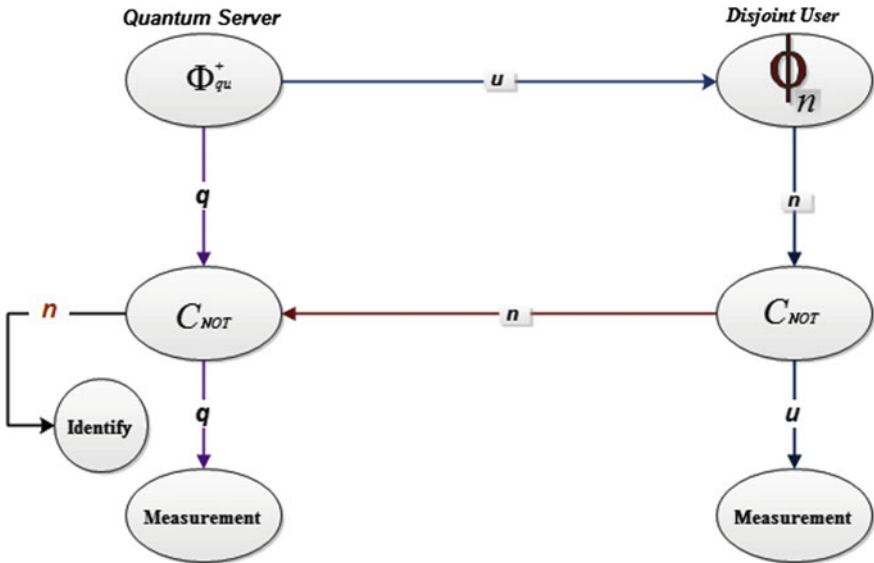 Quantum Server
Disjoint User
Φ⁺qu
u
ϕn
q
n
CNOT
n
CNOT
n
q
u
Identify
Measurement
Measurement